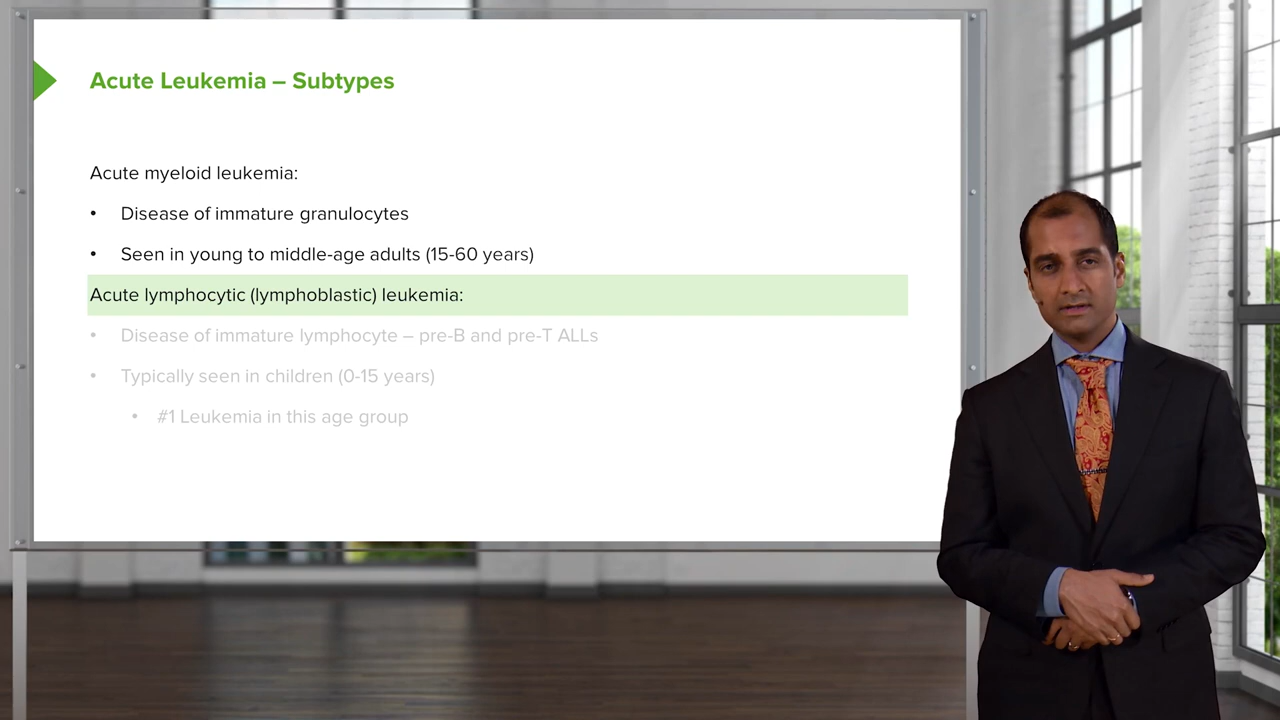 Acute Leukemia – Subtypes
Acute myeloid leukemia:
• Disease of immature granulocytes
• Seen in young to middle-age adults (15-60 years)
Acute lymphocytic (lymphoblastic) leukemia:
• Disease of immature lymphocyte – pre-B and pre-T ALLs
• Typically seen in children (0-15 years)
• #1 Leukemia in this age group